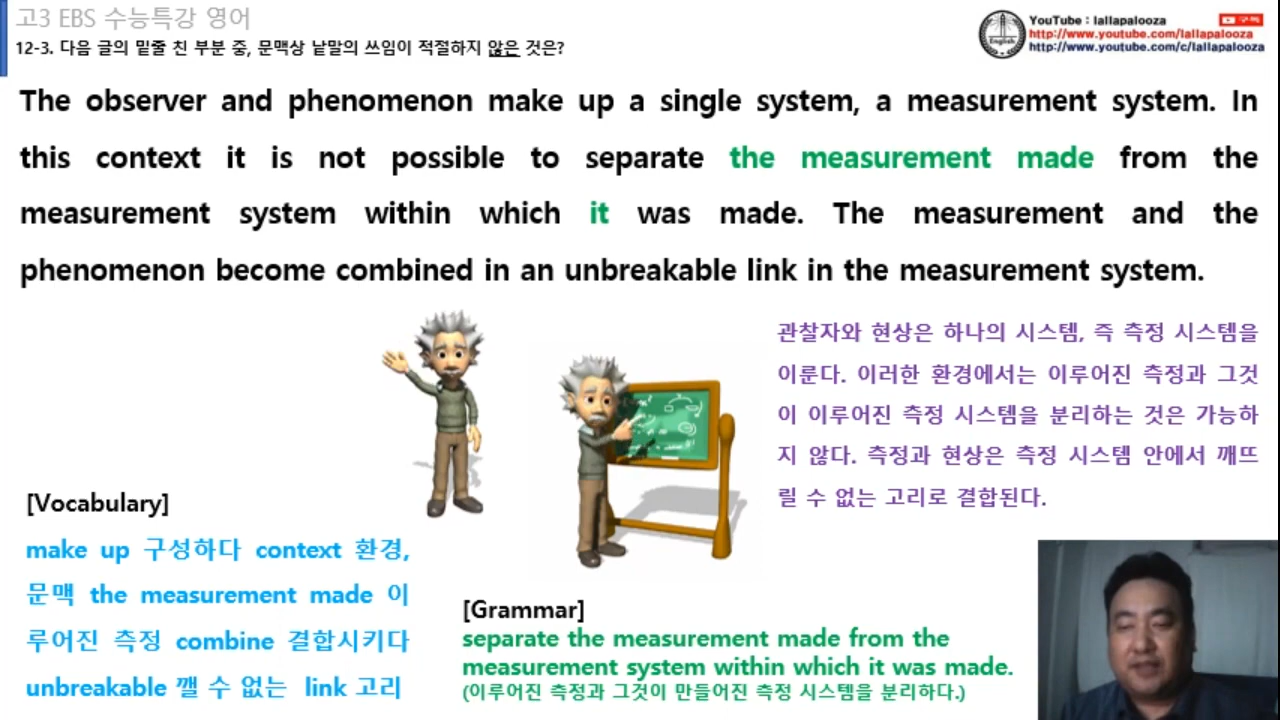 고3 EBS 수능특강 영어
12-3. 다음 글의 밑줄 친 부분 중, 문맥상 낱말의 쓰임이 적절하지 않은 것은?
YouTube : lallapalooza
구독
http://www.youtube.com/lallapalooza
http://www.youtube.com/c/lallapalooza
English
The observer and phenomenon make up a single system, a measurement system. In
this context it is not possible to separate the measurement made from the
measurement system within which it was made. The measurement and the
phenomenon become combined in an unbreakable link in the measurement system.
관찰자와 현상은 하나의 시스템, 즉 측정 시스템을
이룬다. 이러한 환경에서는 이루어진 측정과 그것
이 이루어진 측정 시스템을 분리하는 것은 가능하
지 않다. 측정과 현상은 측정 시스템 안에서 깨뜨
릴 수 없는 고리로 결합된다.
[Vocabulary]
make up 구성하다 context 환경,
문맥 the measurement made 이
루어진 측정 combine 결합시키다
unbreakable 깰 수 없는 link 고리
[Grammar]
separate the measurement made from the
measurement system within which it was made.
(이루어진 측정과 그것이 만들어진 측정 시스템을 분리하다.)